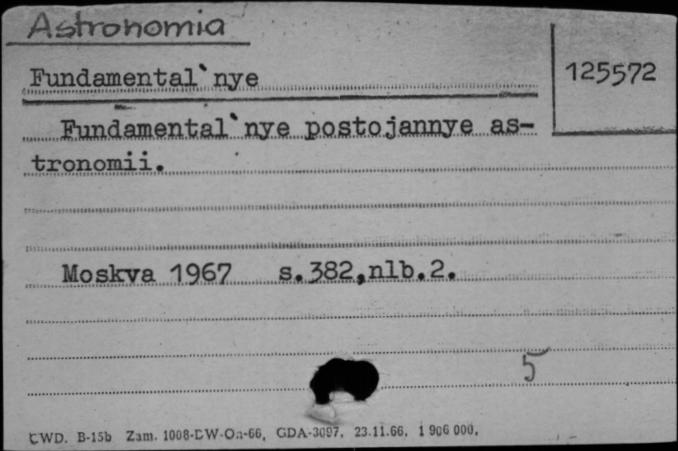 Astronomia
125572
Fundamental`nye
Fundamental`nye postojannye as-
tronomii.
Moskva 1967 s.382,nlb.2.
5
CWD. B-15b Zam. 1008-DW-On-66, GDA-3097, 23.11.66, 1 906 000,